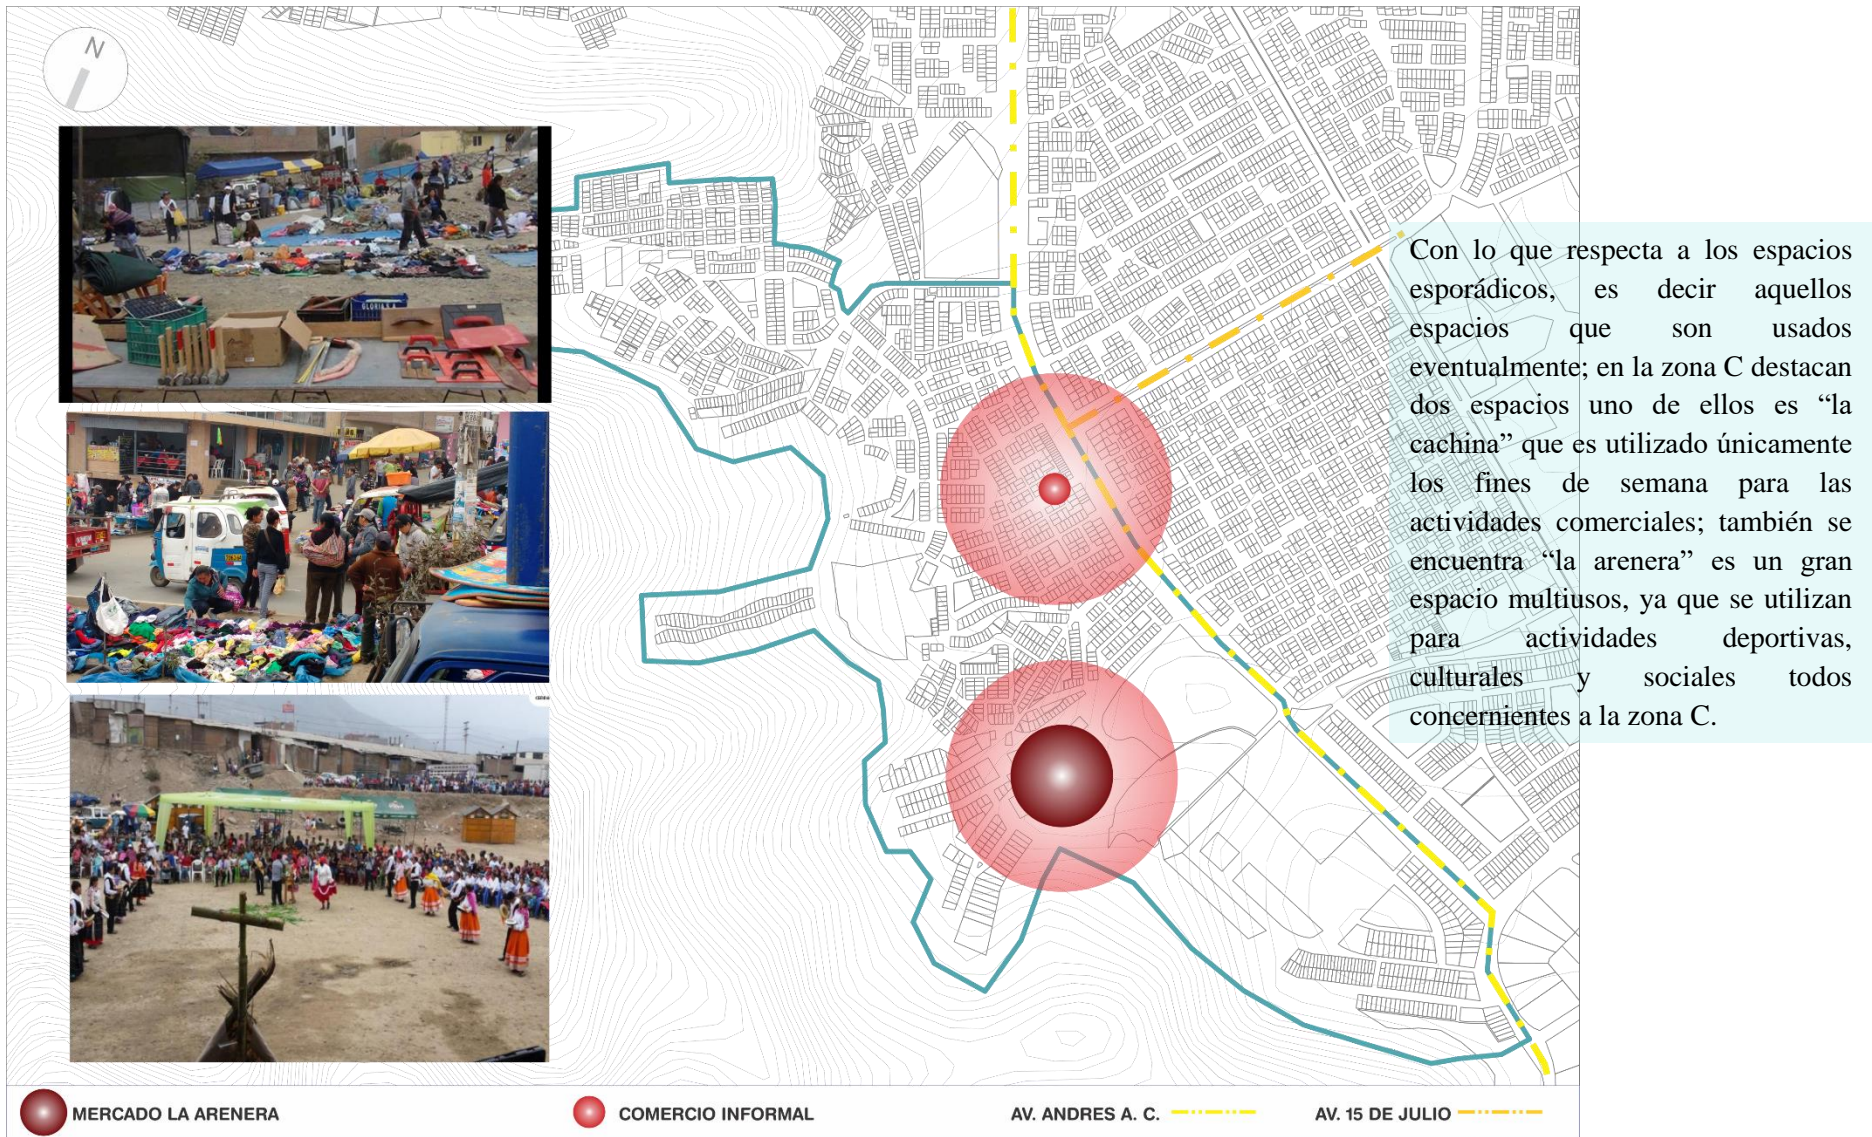 N
GLORIA S.A.
Con lo que respecta a los espacios
esporádicos, es decir aquellos
espacios que son usados
eventualmente; en la zona C destacan
dos espacios uno de ellos es “la
cachina” que es utilizado únicamente
los fines de semana para las
actividades comerciales; también se
encuentra “la arenera” es un gran
espacio multiusos, ya que se utilizan
para actividades deportivas,
culturales y sociales todos
concernientes a la zona C.
MERCADO LA ARENERA
COMERCIO INFORMAL
AV. ANDRES A. C.
AV. 15 DE JULIO